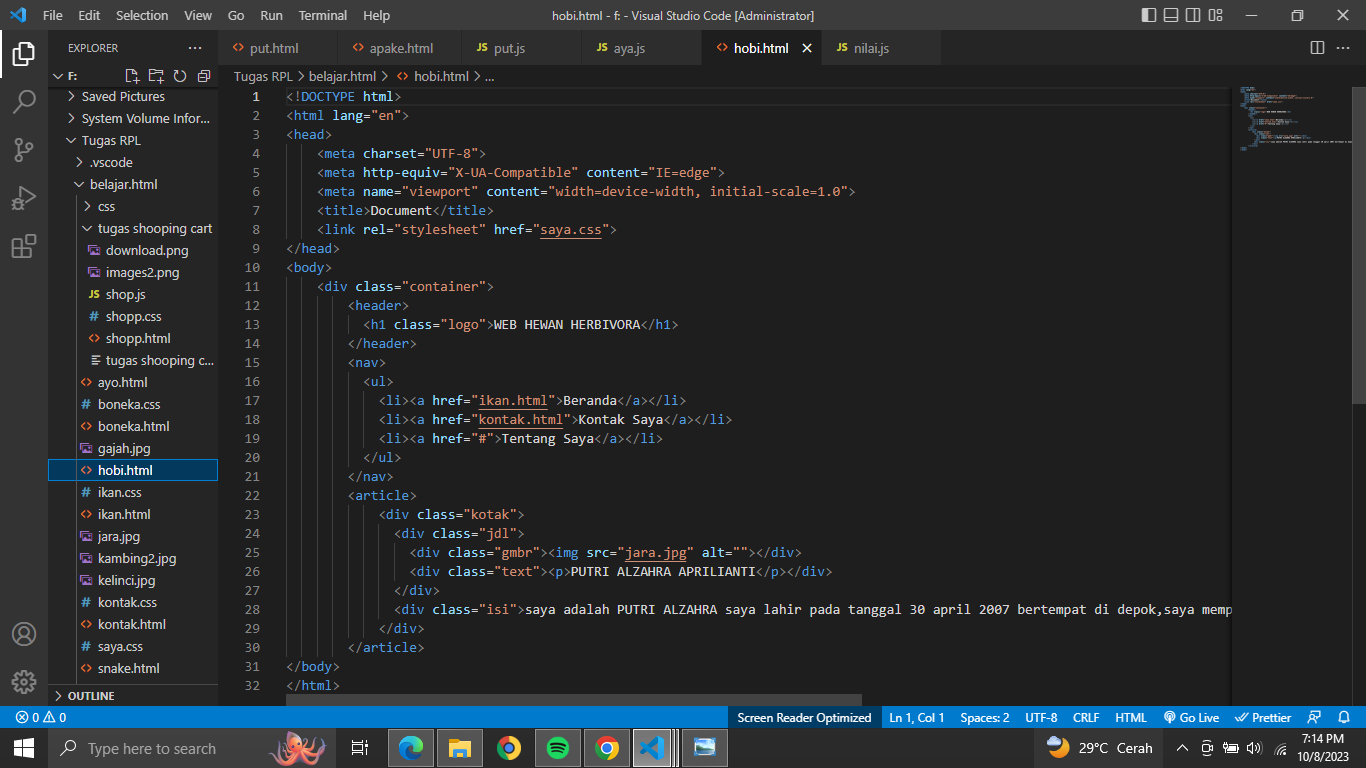 File Edit Selection View Go Run Terminal Help
hobi.html - f: - Visual Studio Code [Administrator]
EXPLORER
put.html apake.html JS put.js JS aya.js hobi.html JS nilai.js
F:
Tugas RPL > belajar.html > hobi.html > ...
Saved Pictures
System Volume Infor...
Tugas RPL
.vscode
belajar.html
css
tugas shooping cart
download.png
images2.png
JS shop.js
# shopp.css
shopp.html
tugas shooping c...
ayo.html
# boneka.css
boneka.html
gajah.jpg
hobi.html
# ikan.css
ikan.html
jara.jpg
kambing2.jpg
kelinci.jpg
# kontak.css
kontak.html
# saya.css
snake.html
OUTLINE
1 <!DOCTYPE html>
2 <html lang="en">
3 <head>
4 <meta charset="UTF-8">
5 <meta http-equiv="X-UA-Compatible" content="IE=edge">
6 <meta name="viewport" content="width=device-width, initial-scale=1.0">
7 <title>Document</title>
8 <link rel="stylesheet" href="saya.css">
9 </head>
10 <body>
11 <div class="container">
12 <header>
13 <h1 class="logo">WEB HEWAN HERBIVORA</h1>
14 </header>
15 <nav>
16 <ul>
17 <li><a href="ikan.html">Beranda</a></li>
18 <li><a href="kontak.html">Kontak Saya</a></li>
19 <li><a href="#">Tentang Saya</a></li>
20 </ul>
21 </nav>
22 <article>
23 <div class="kotak">
24 <div class="jdl">
25 <div class="gmbr"><img src="jara.jpg" alt=""></div>
26 <div class="text"><p>PUTRI ALZAHRA APRILIANTI</p></div>
27 </div>
28 <div class="isi">saya adalah PUTRI ALZAHRA saya lahir pada tanggal 30 april 2007 bertempat di depok,saya memp
29 </div>
30 </article>
31 </body>
32 </html>
0 0
Screen Reader Optimized Ln 1, Col 1 Spaces: 2 UTF-8 CRLF HTML Go Live Prettier
Type here to search
29°C Cerah
7:14 PM
10/8/2023